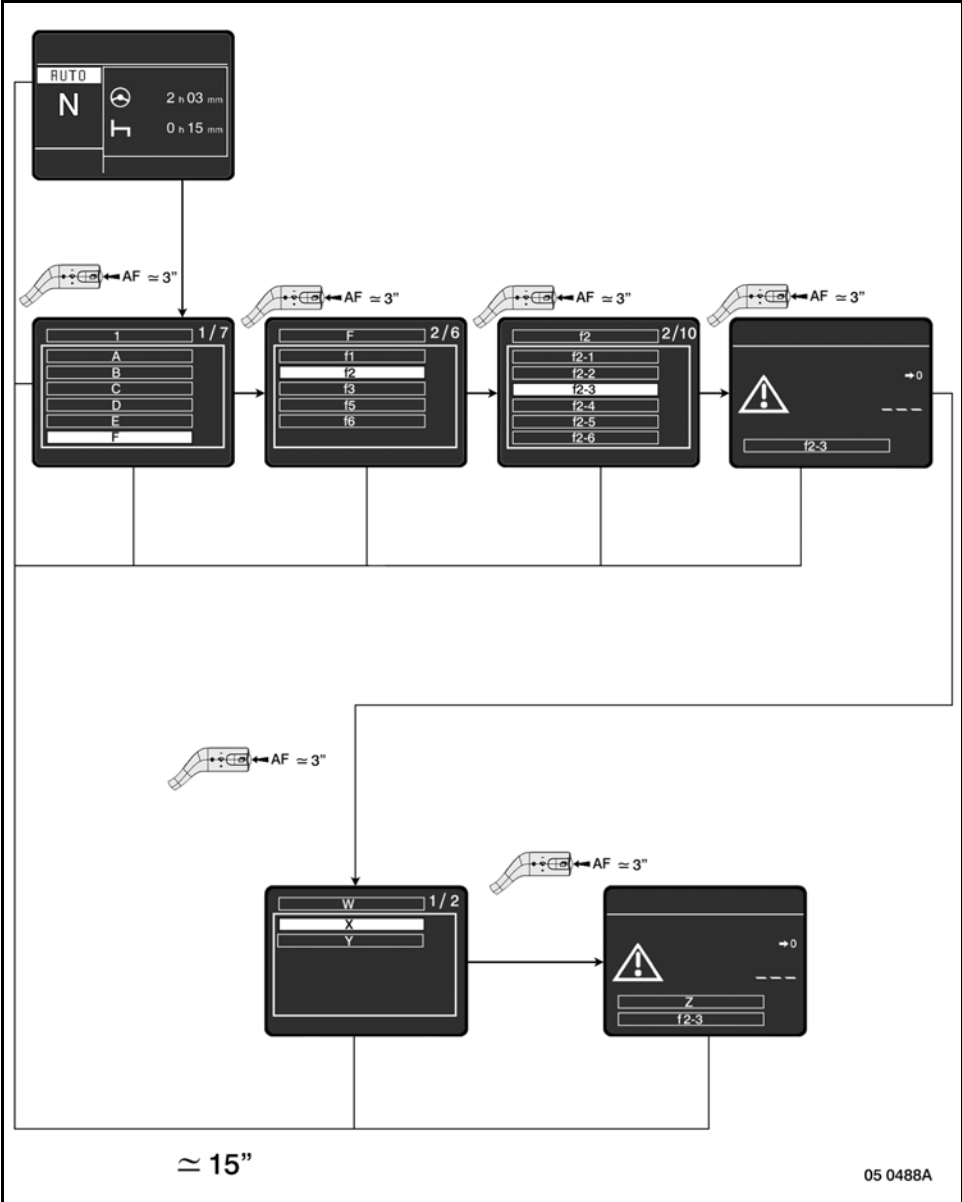 AUTO
N
2 h 03 mm
0 h 15 mm
AF ≃ 3”
AF ≃ 3”
AF ≃ 3”
AF ≃ 3”
1 1/7
A
B
C
D
E
F
F 2/6
f1
f2
f3
f5
f6
f2 2/10
f2-1
f2-2
f2-3
f2-4
f2-5
f2-6
➔0
– – –
f2-3
AF ≃ 3”
AF ≃ 3”
W 1/2
X
Y
➔0
– – –
Z
f2-3
≃ 15”
05 0488A